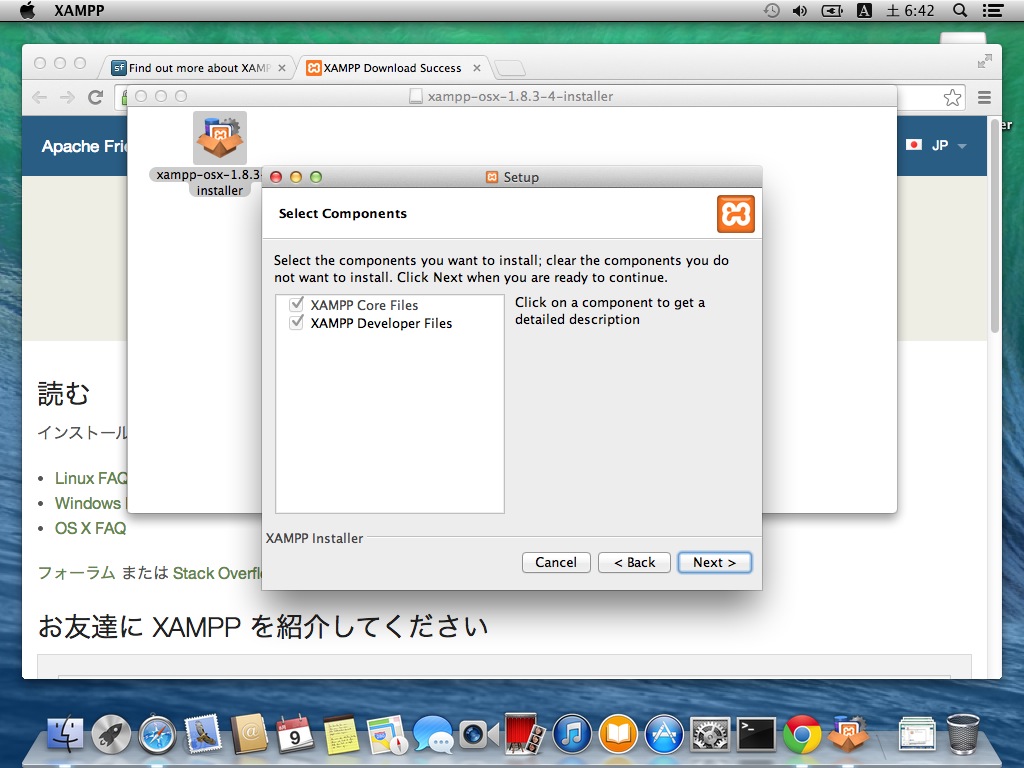 XAMPP
A
土 6:42
sf
Find out more about XAMP
XAMPP Download Success
xampp-osx-1.8.3-4-installer
Apache Frie
JP
er
xampp-osx-1.8.3-
installer
Setup
Select Components
Select the components you want to install; clear the components you do
not want to install. Click Next when you are ready to continue.
XAMPP Core Files
XAMPP Developer Files
Click on a component to get a
detailed description
XAMPP Installer
Cancel
< Back
Next >
読む
インストール
Linux FAQ
Windows
OS X FAQ
フォーラム または Stack Overfl
お友達に XAMPP を紹介してください
9